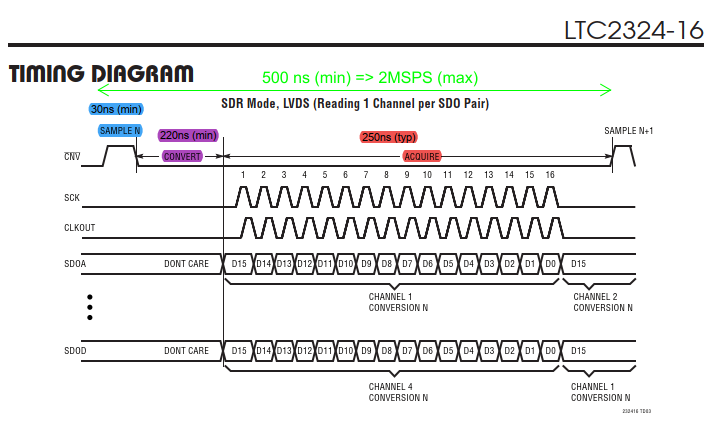 LTC2324-16
TIMING DIAGRAM
500 ns (min) => 2MSPS (max)
SDR Mode, LVDS (Reading 1 Channel per SDO Pair)
30ns (min)
SAMPLE N
220ns (min)
250ns (typ)
SAMPLE N+1
CNV
CONVERT
ACQUIRE
1 2 3 4 5 6 7 8 9 10 11 12 13 14 15 16
SCK
CLKOUT
SDOA DONT CARE D15 D14 D13 D12 D11 D10 D9 D8 D7 D6 D5 D4 D3 D2 D1 D0 D15
CHANNEL 1
CONVERSION N
CHANNEL 2
CONVERSION N
SDOD DONT CARE D15 D14 D13 D12 D11 D10 D9 D8 D7 D6 D5 D4 D3 D2 D1 D0 D15
CHANNEL 4
CONVERSION N
CHANNEL 1
CONVERSION N
232416 TD03